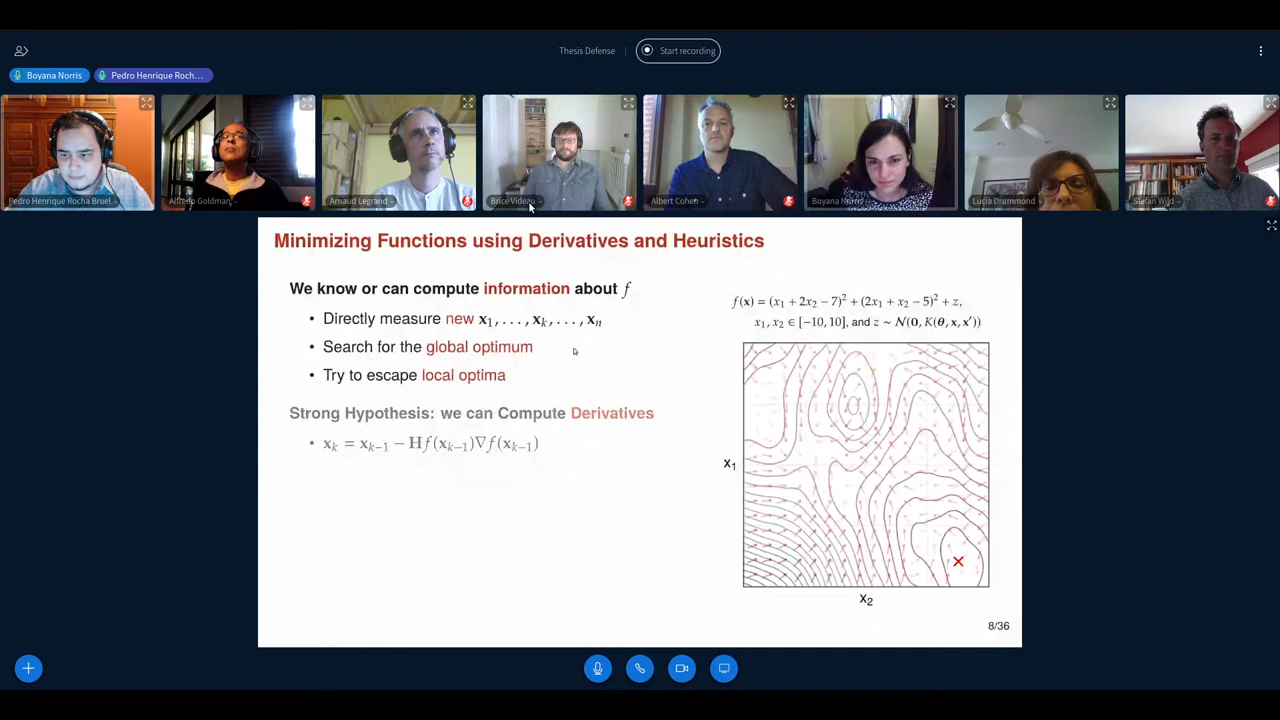 Thesis Defense
Start recording
Boyana Norris
Pedro Henrique Roch...
Pedro Henrique Rocha Bruel
Alfredo Goldman
Arnaud Legrand
Brice Videau
Albert Cohen
Boyana Norris
Lucia Drummond
Stefan Wild
Minimizing Functions using Derivatives and Heuristics
We know or can compute information about f
• Directly measure new x₁, . . . , xₖ, . . . , xₙ
• Search for the global optimum
• Try to escape local optima
Strong Hypothesis: we can Compute Derivatives
• xₖ = xₖ₋₁ − Hf(xₖ₋₁)∇f(xₖ₋₁)
f(x) = (x₁ + 2x₂ − 7)² + (2x₁ + x₂ − 5)² + z,
x₁, x₂ ∈ [−10, 10], and z ~ N(0, K(θ, x, x′))
x₁
x₂
8/36